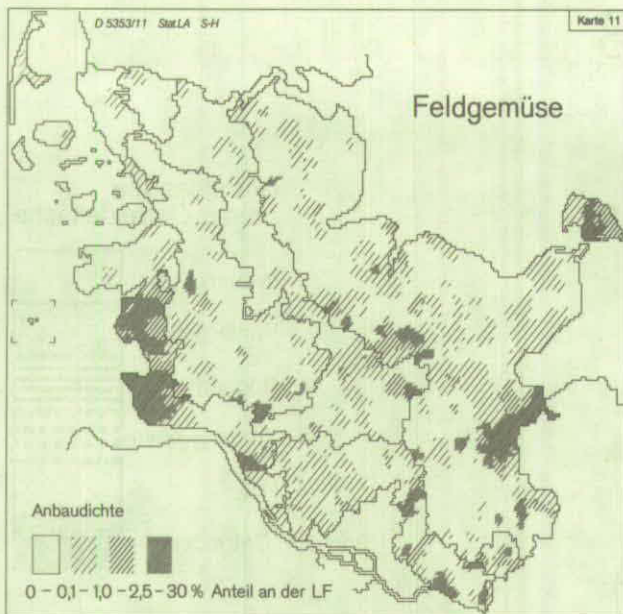 D 5353/11 Stat.LA S-H
Karte 11
Feldgemüse
Anbaudichte
0 – 0,1 – 1,0 – 2,5 – 30 % Anteil an der LF